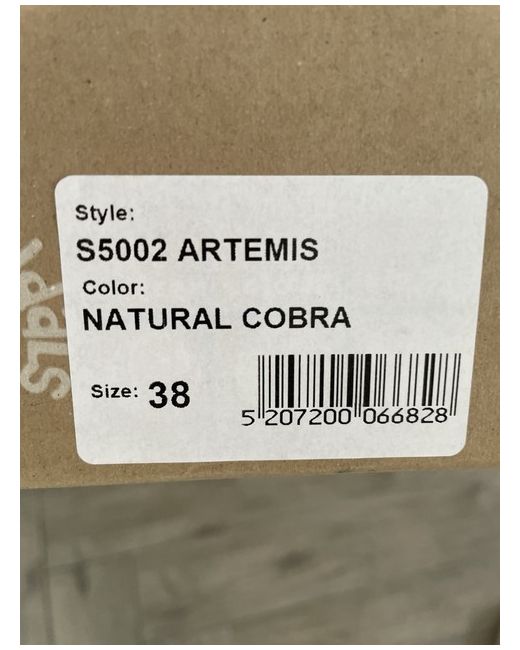 Style:
S5002 ARTEMIS
Color:
NATURAL COBRA
Size: 38
5 207200 066828